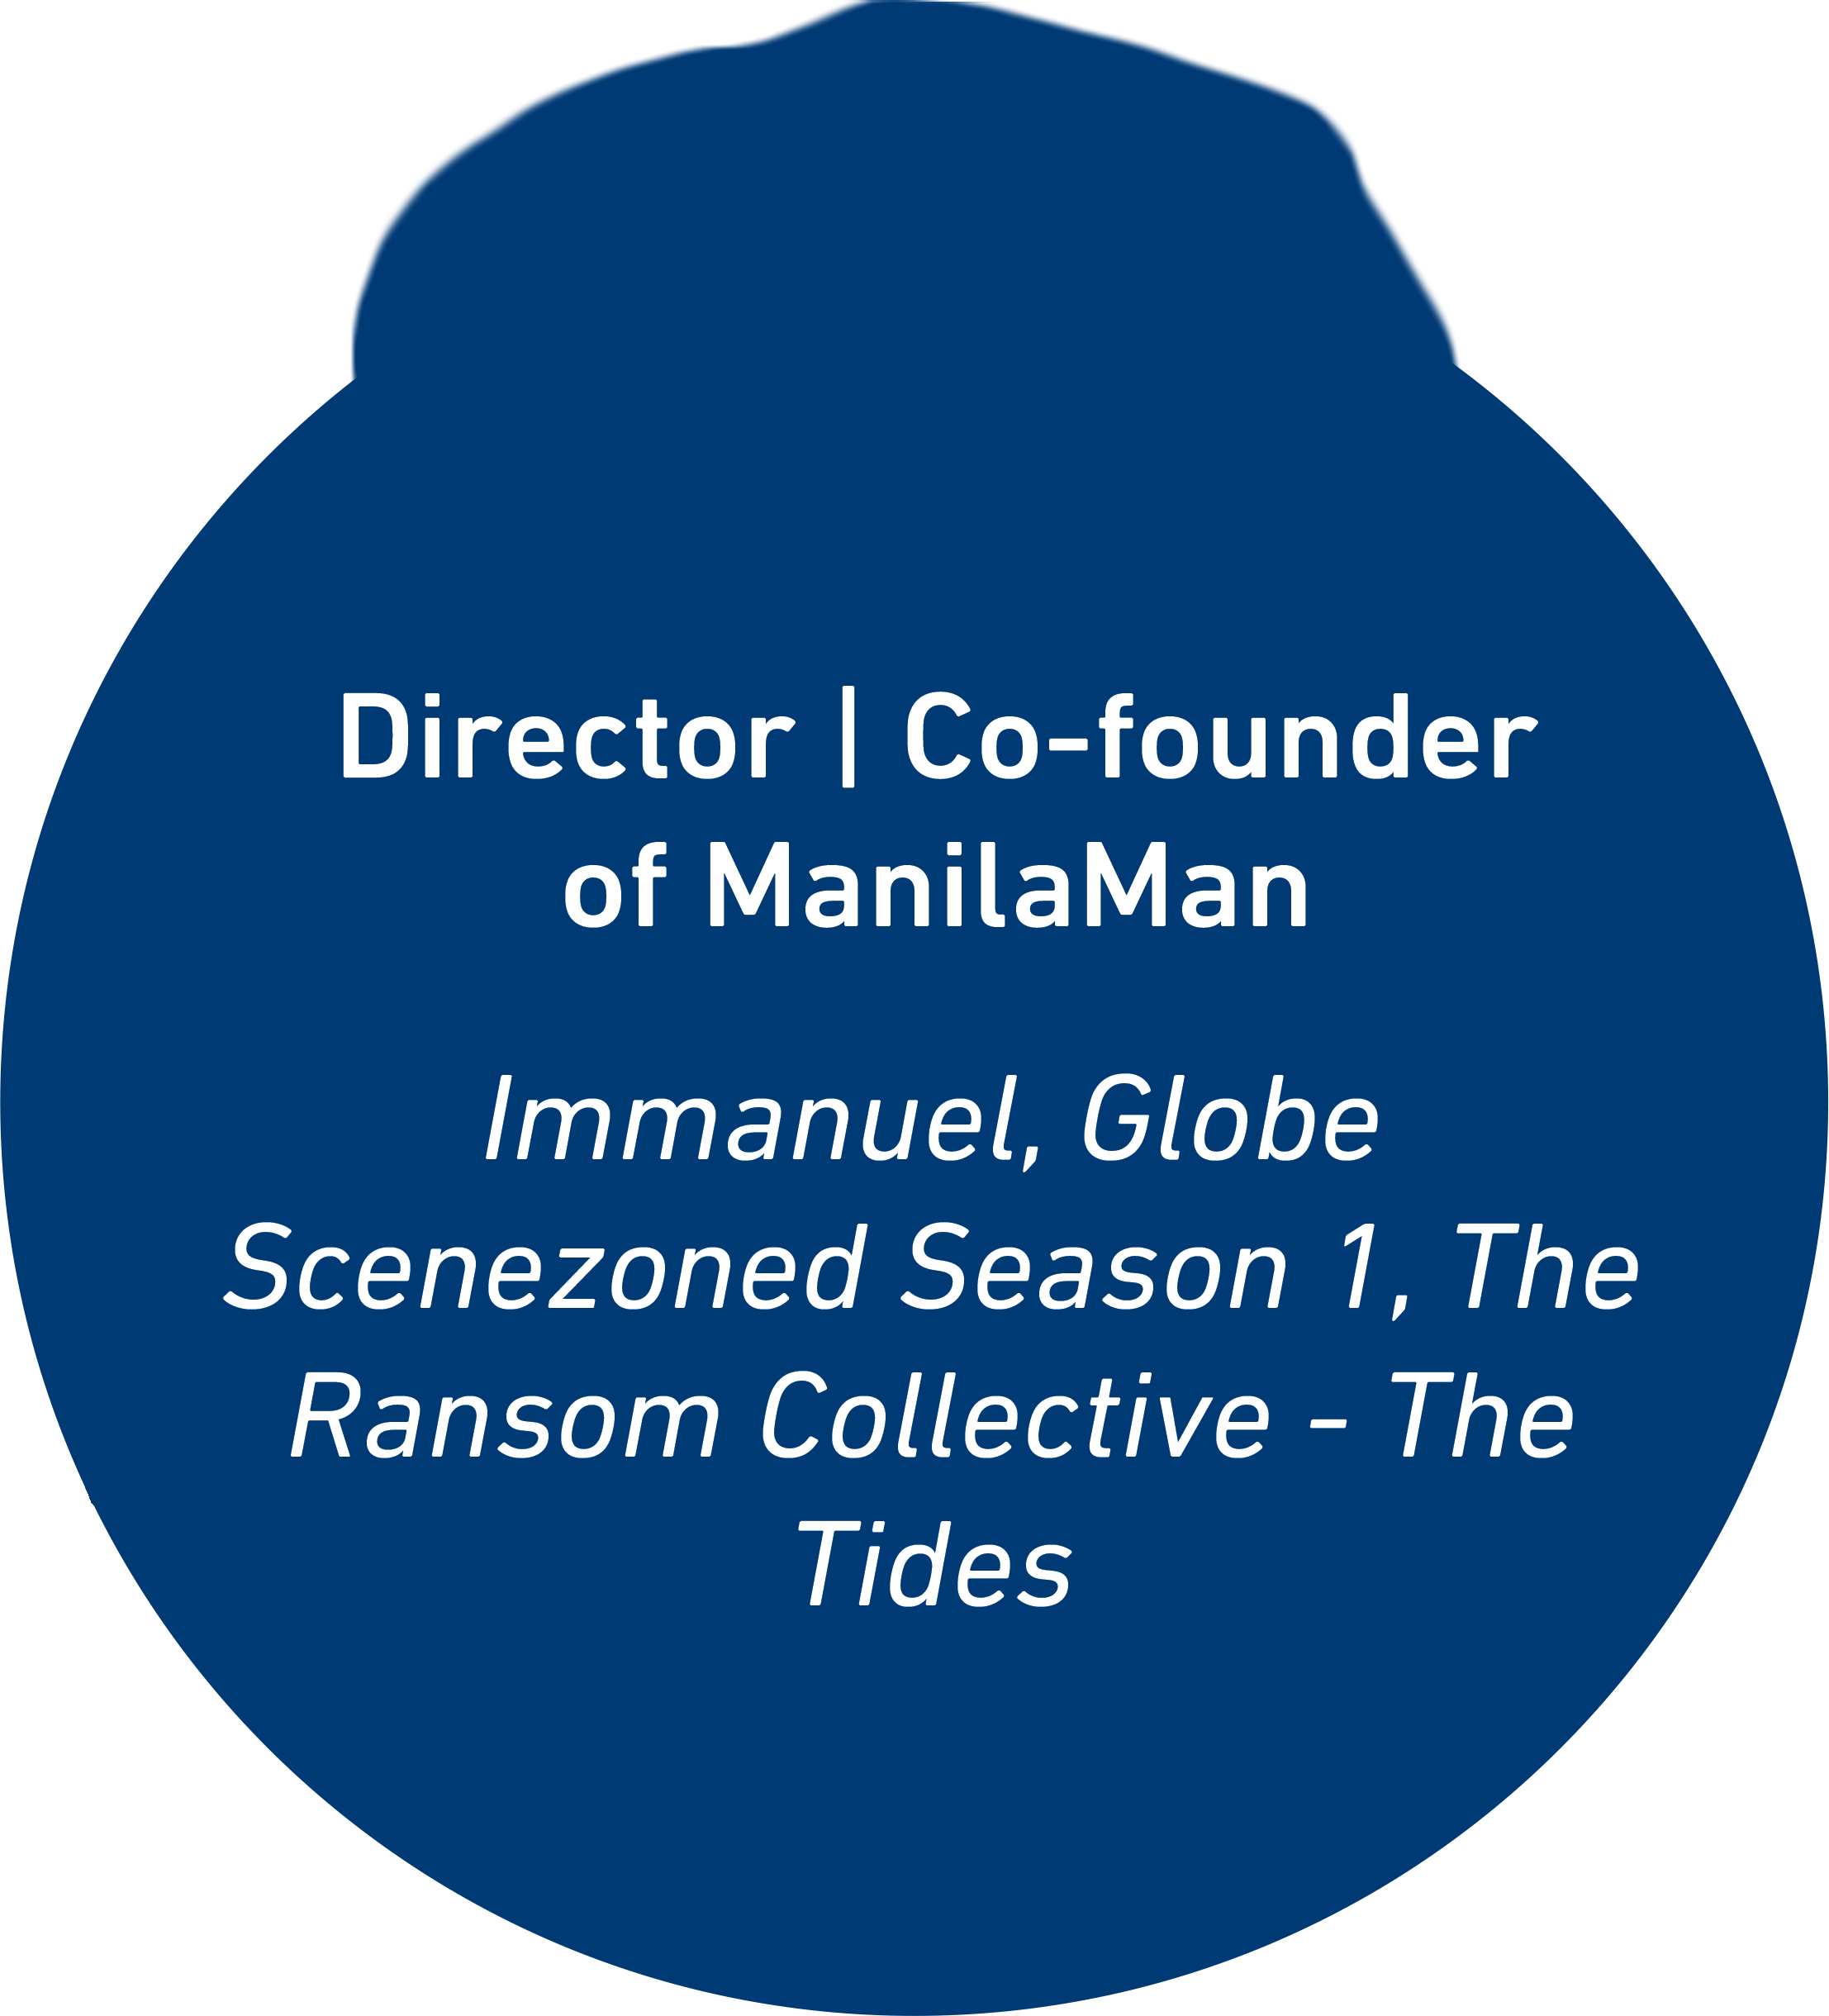 Director | Co-founder
of ManilaMan
Immanuel, Globe
Scenezoned Season 1, The
Ransom Collective - The
Tides